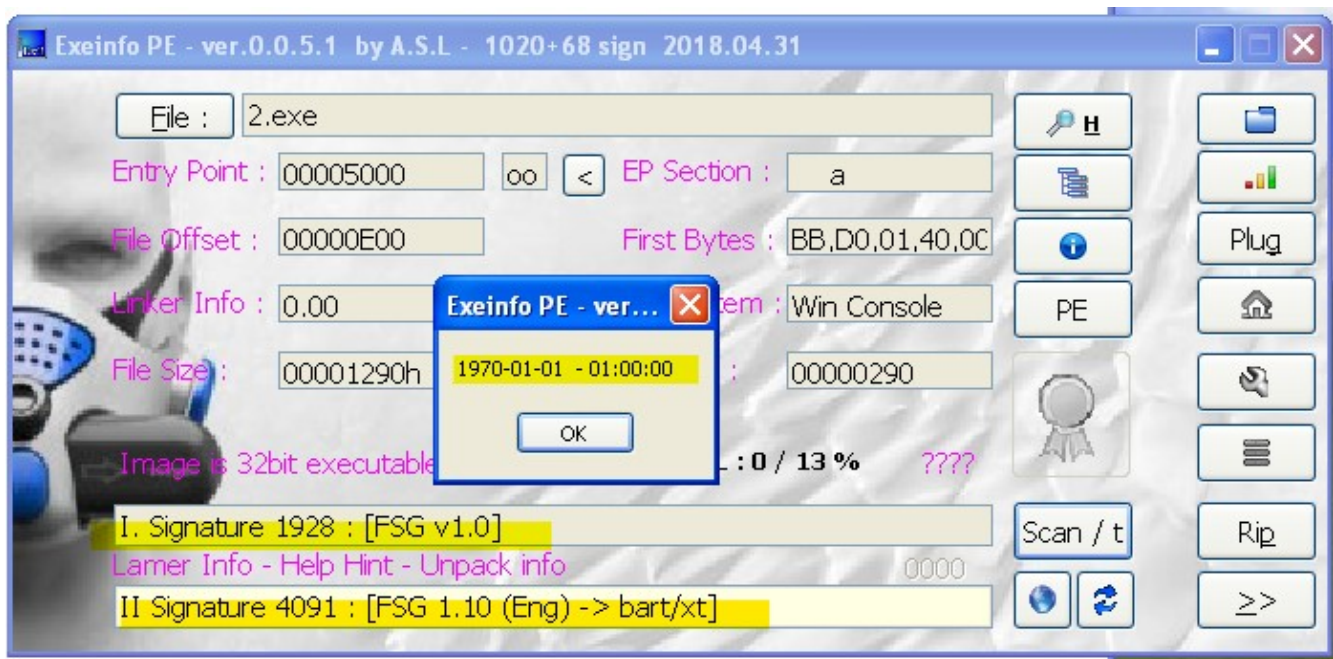 Exeinfo PE - ver.0.0.5.1 by A.S.L - 1020+68 sign 2018.04.31
File : 2.exe H
Entry Point : 00005000 oo < EP Section : a
File Offset : 00000E00 First Bytes : BB,D0,01,40,00 Plug
Linker Info : 0.00 tem : Win Console PE
Exeinfo PE - ver...
File Size : 00001290h : 00000290
1970-01-01 - 01:00:00
OK
Image is 32bit executable : 0 / 13 % ????
I. Signature 1928 : [FSG v1.0] Scan / t Rip
Lamer Info - Help Hint - Unpack info 0000
II Signature 4091 : [FSG 1.10 (Eng) -> bart/xt] >>